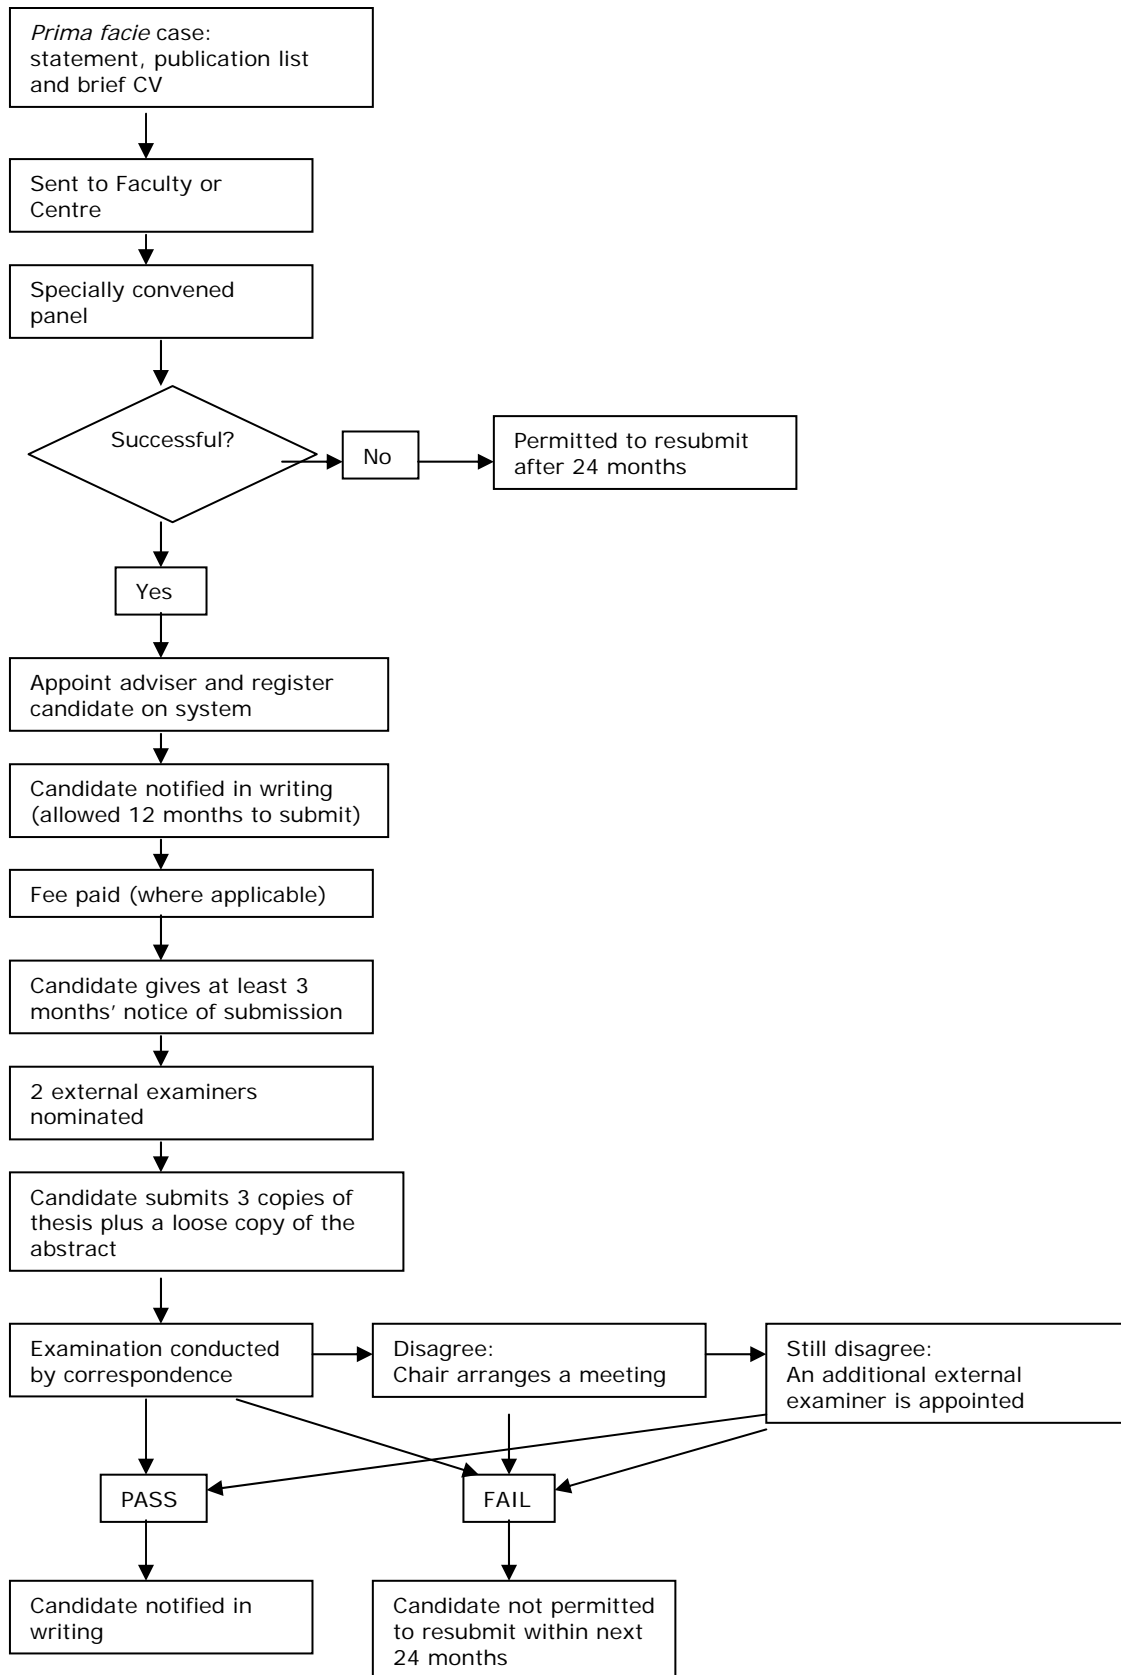 Prima facie case:
statement, publication list
and brief CV
Sent to Faculty or
Centre
Specially convened
panel
Successful?
No
Permitted to resubmit
after 24 months
Yes
Appoint adviser and register
candidate on system
Candidate notified in writing
(allowed 12 months to submit)
Fee paid (where applicable)
Candidate gives at least 3
months’ notice of submission
2 external examiners
nominated
Candidate submits 3 copies of
thesis plus a loose copy of the
abstract
Examination conducted
by correspondence
Disagree:
Chair arranges a meeting
Still disagree:
An additional external
examiner is appointed
PASS
FAIL
Candidate notified in
writing
Candidate not permitted
to resubmit within next
24 months